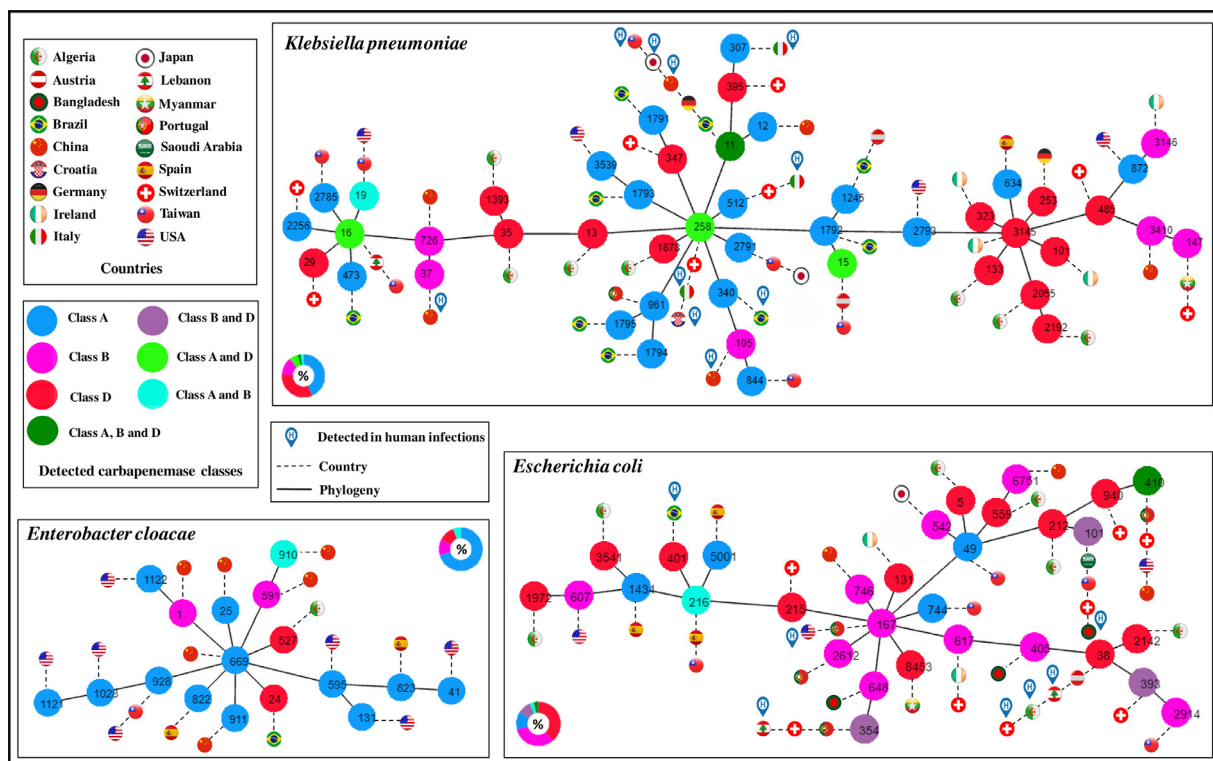 Klebsiella pneumoniae
Algeria
Japan
Austria
Lebanon
Bangladesh
Myanmar
Brazil
Portugal
China
Saoudi Arabia
Croatia
Spain
Germany
Switzerland
Ireland
Taiwan
Italy
USA
Countries
Class A
Class B and D
Class B
Class A and D
Class D
Class A and B
Class A, B and D
Detected carbapenemase classes
H Detected in human infections
Country
Phylogeny
307
395
1791
12
11
347
3539
1793
512
258
2791
1878
340
961
1795
1794
105
844
2785
19
2256
16
29
473
726
37
1393
35
13
1245
1792
15
2793
634
253
323
3145
101
133
2055
2192
485
872
3146
3410
147
%
Enterobacter cloacae
%
910
1122
591
1
25
527
669
1121
1028
928
822
911
24
595
131
823
41
Escherichia coli
6751
5
559
542
49
212
940
410
101
3541
401
5001
1972
607
1434
216
215
746
131
744
167
617
405
38
2142
2612
8453
648
354
393
2914
%